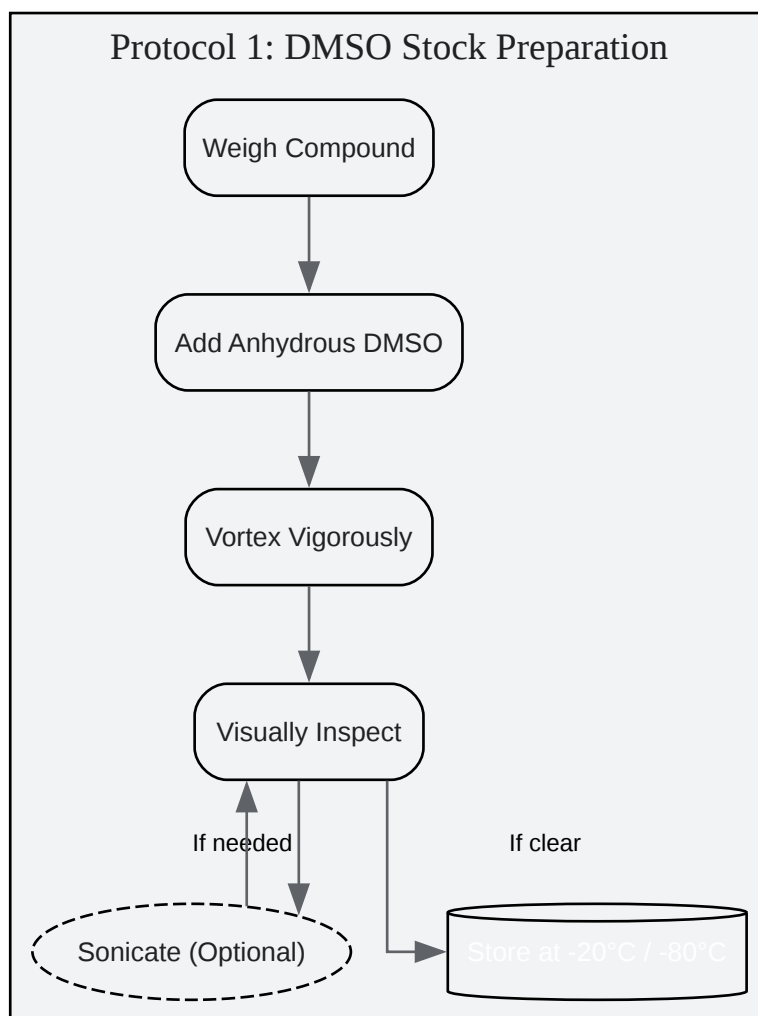 Protocol 1: DMSO Stock Preparation
Weigh Compound
Add Anhydrous DMSO
Vortex Vigorously
Visually Inspect
If needed
If clear
Sonicate (Optional)
Store at -20°C / -80°C